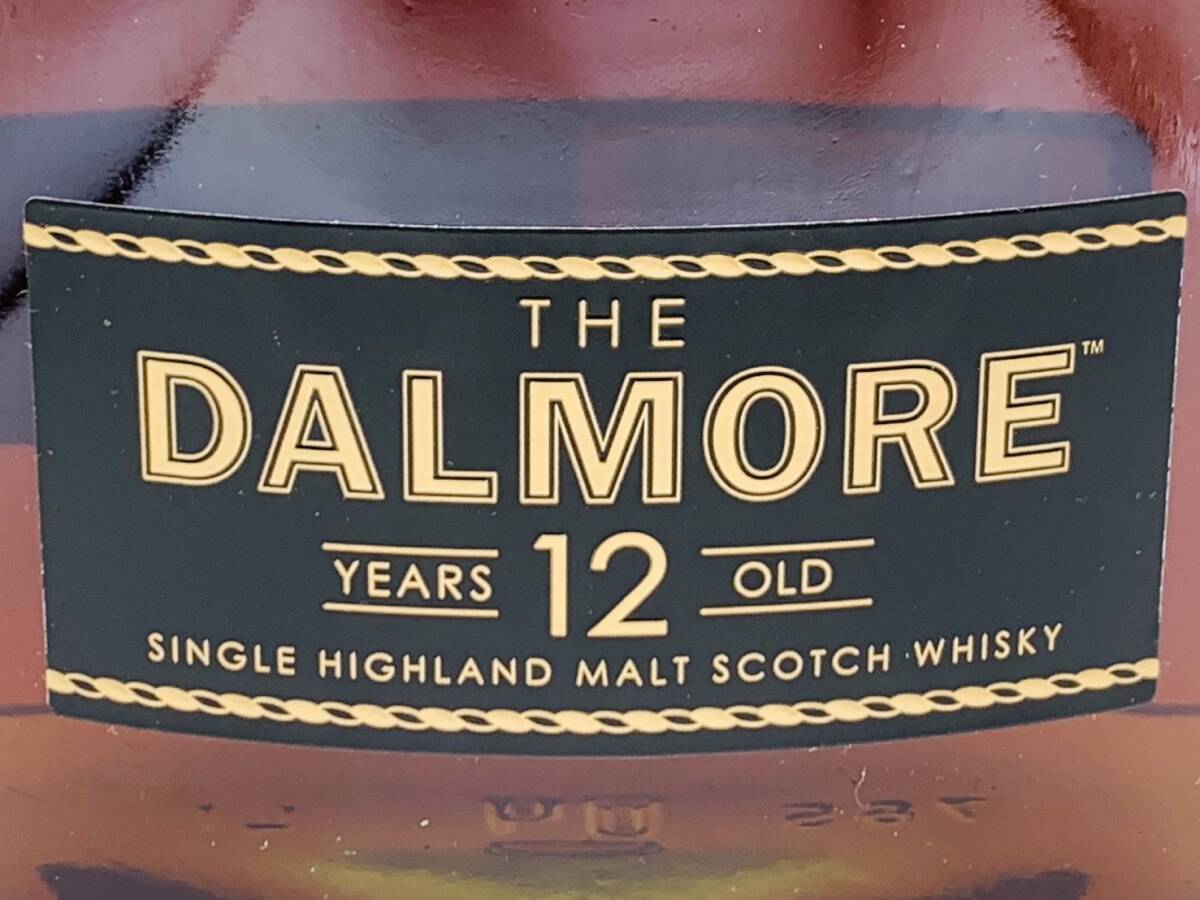 THE
DALMORE™
YEARS 12 OLD
SINGLE HIGHLAND MALT SCOTCH WHISKY